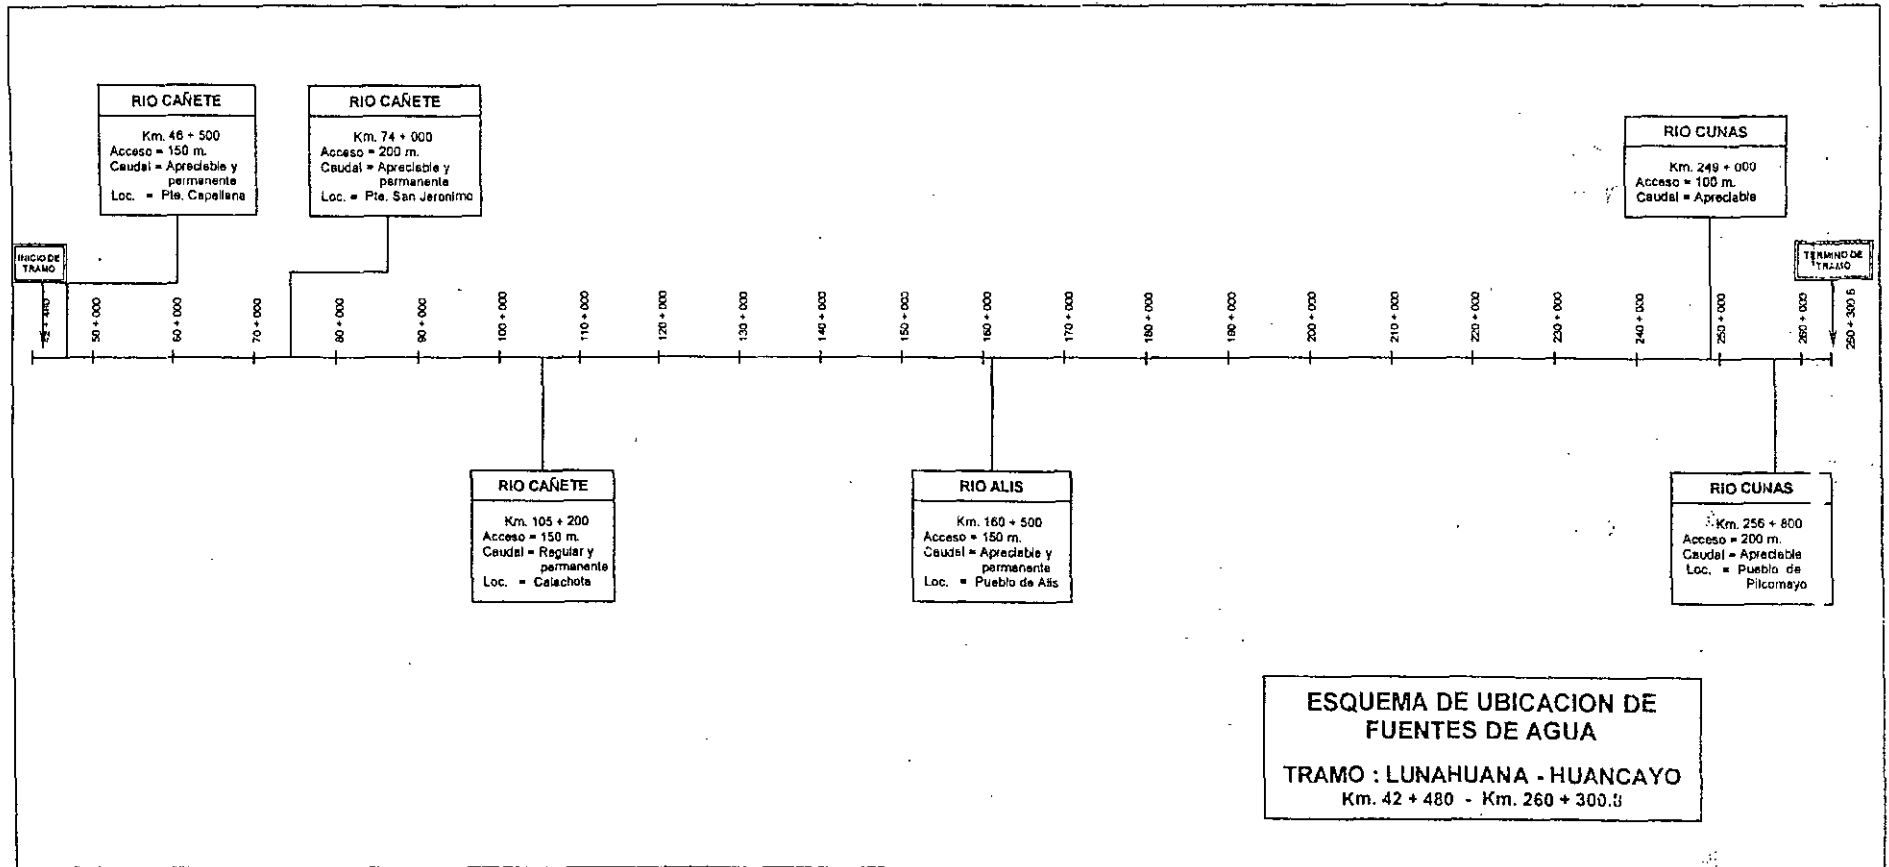 RIO CAÑETE
Km. 46 + 500
Acceso = 150 m.
Caudal = Apreciable y
permanente
Loc. = Pte. Capellana
RIO CAÑETE
Km. 74 + 000
Acceso = 200 m.
Caudal = Apreciable y
permanente
Loc. = Pte. San Jeronimo
RIO CUNAS
Km. 249 + 000
Acceso = 100 m.
Caudal = Apreciable
INICIO DE
TRAMO
TERMINO DE
TRAMO
42 + 480
50 + 000
60 + 000
70 + 000
80 + 000
90 + 000
100 + 000
110 + 000
120 + 000
130 + 000
140 + 000
150 + 000
160 + 000
170 + 000
180 + 000
190 + 000
200 + 000
210 + 000
220 + 000
230 + 000
240 + 000
250 + 000
260 + 000
260 + 300.8
RIO CAÑETE
Km. 105 + 200
Acceso = 150 m.
Caudal = Regular y
permanente
Loc. = Calachota
RIO ALIS
Km. 160 + 500
Acceso = 150 m.
Caudal = Apreciable y
permanente
Loc. = Pueblo de Alis
RIO CUNAS
Km. 256 + 800
Acceso = 200 m.
Caudal = Apreciable
Loc. = Pueblo de
Pilcomayo
ESQUEMA DE UBICACION DE
FUENTES DE AGUA
TRAMO : LUNAHUANA - HUANCAYO
Km. 42 + 480 - Km. 260 + 300.8